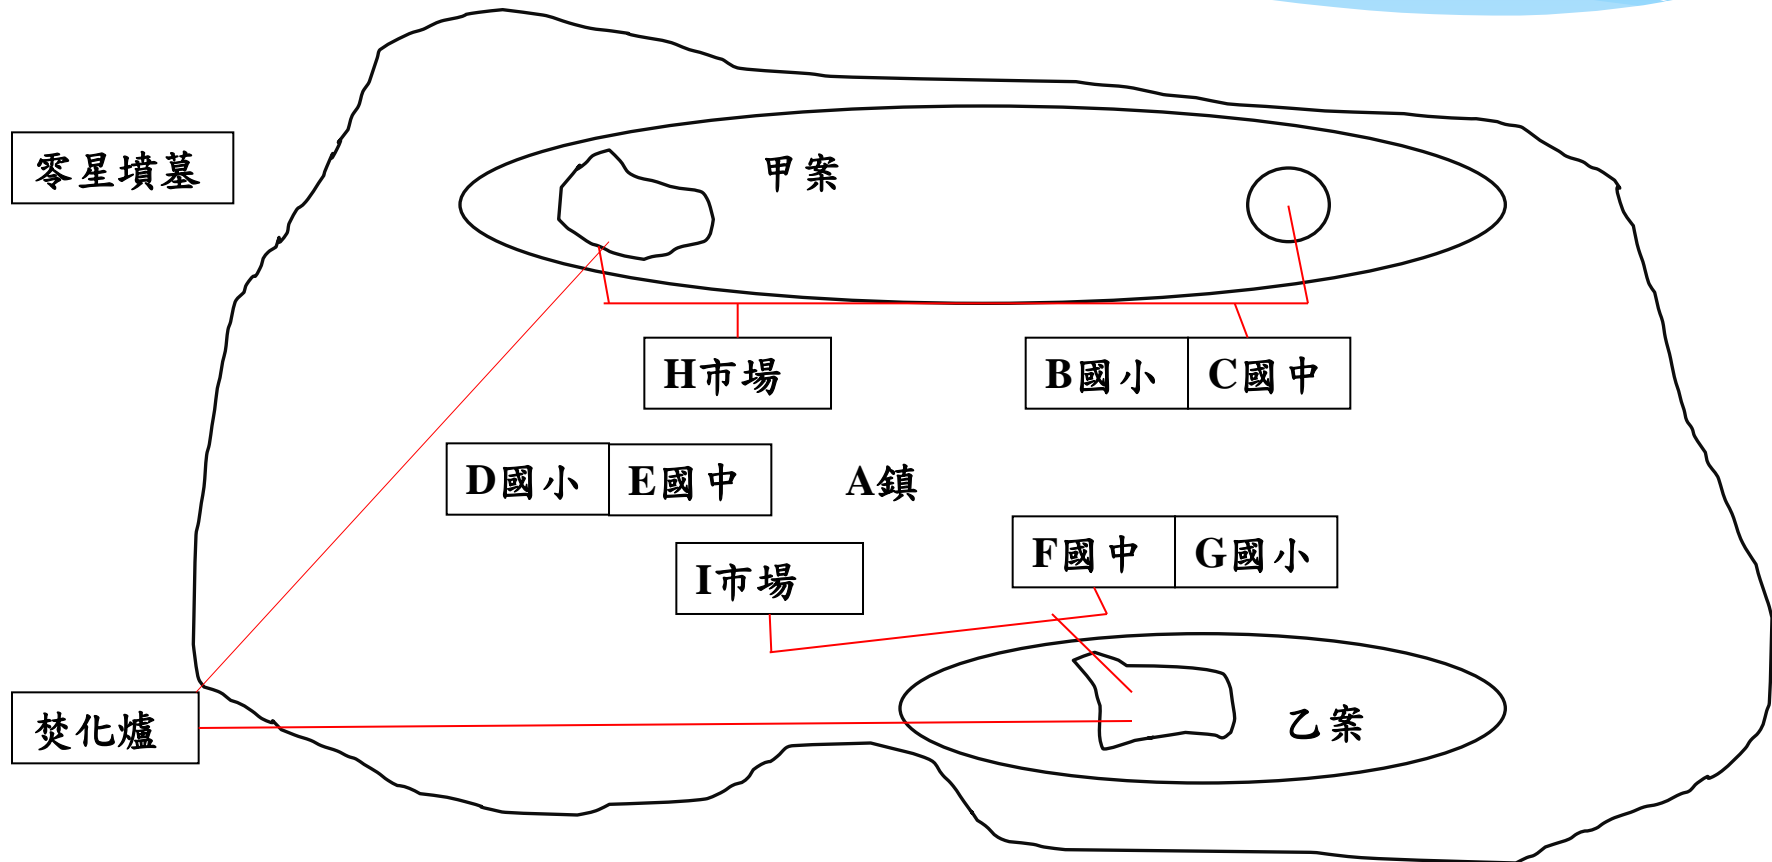 零星墳墓
甲案
H市場
B國小
C國中
D國小
E國中
A鎮
F國中
G國小
I市場
焚化爐
乙案